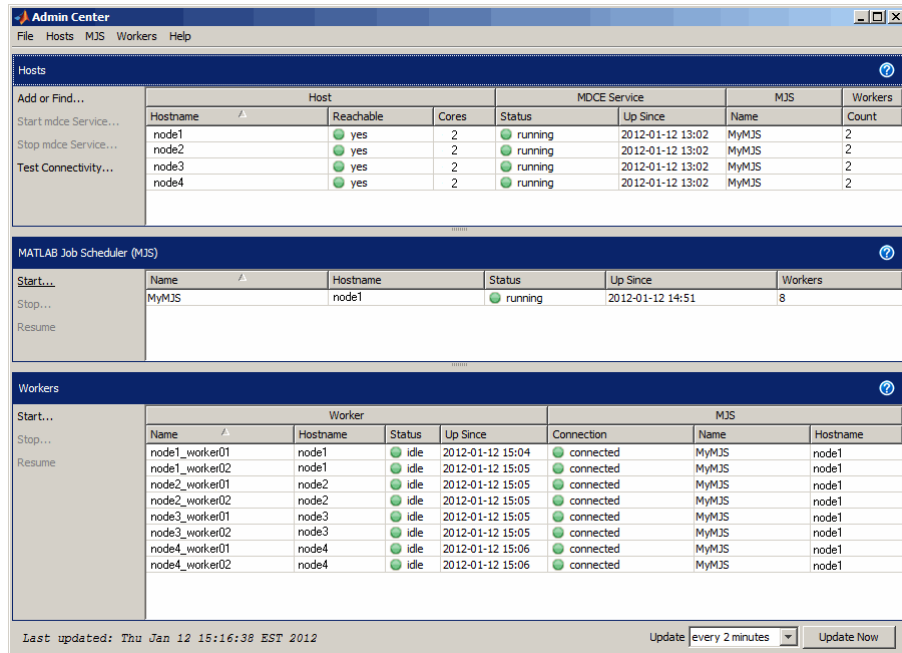 Admin Center
File Hosts MJS Workers Help
Hosts
Add or Find...
Start mdce Service...
Stop mdce Service...
Test Connectivity...
Host MDCE Service MJS Workers
Hostname Reachable Cores Status Up Since Name Count
node1 yes 2 running 2012-01-12 13:02 MyMJS 2
node2 yes 2 running 2012-01-12 13:02 MyMJS 2
node3 yes 2 running 2012-01-12 13:02 MyMJS 2
node4 yes 2 running 2012-01-12 13:02 MyMJS 2
MATLAB Job Scheduler (MJS)
Start...
Stop...
Resume
Name Hostname Status Up Since Workers
MyMJS node1 running 2012-01-12 14:51 8
Workers
Start...
Stop...
Resume
Worker MJS
Name Hostname Status Up Since Connection Name Hostname
node1_worker01 node1 idle 2012-01-12 15:04 connected MyMJS node1
node1_worker02 node1 idle 2012-01-12 15:05 connected MyMJS node1
node2_worker01 node2 idle 2012-01-12 15:05 connected MyMJS node1
node2_worker02 node2 idle 2012-01-12 15:05 connected MyMJS node1
node3_worker01 node3 idle 2012-01-12 15:05 connected MyMJS node1
node3_worker02 node3 idle 2012-01-12 15:05 connected MyMJS node1
node4_worker01 node4 idle 2012-01-12 15:06 connected MyMJS node1
node4_worker02 node4 idle 2012-01-12 15:06 connected MyMJS node1
Last updated: Thu Jan 12 15:16:38 EST 2012
Update every 2 minutes Update Now